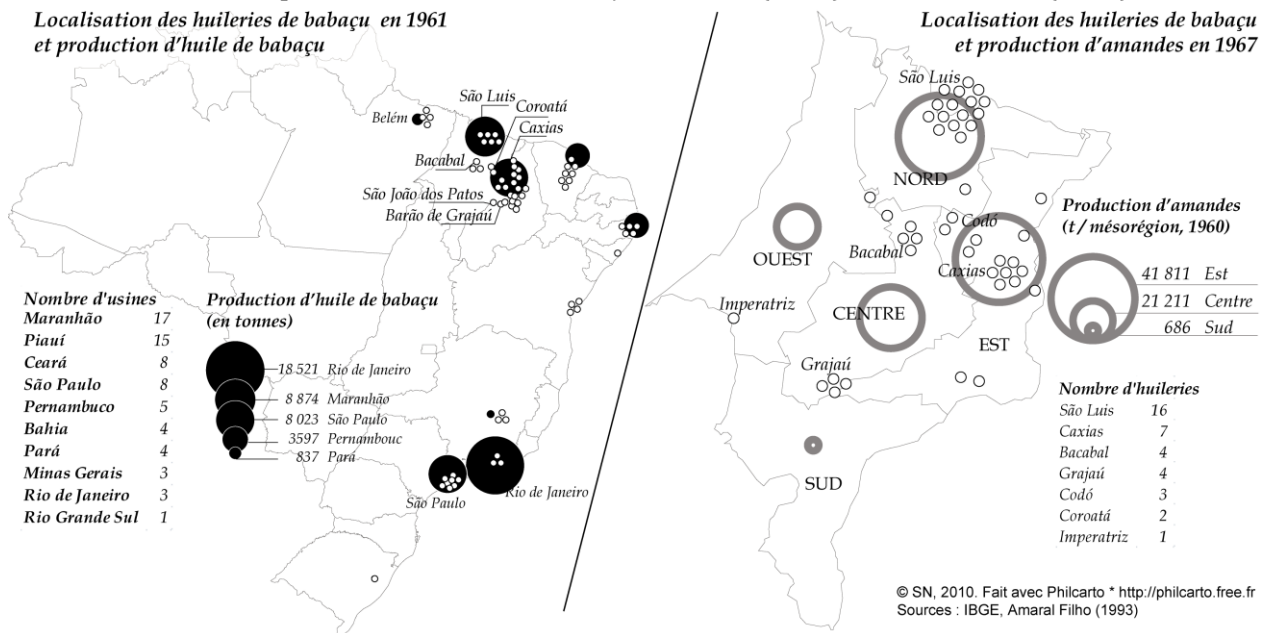 Localisation des huileries de babaçu en 1961
et production d'huile de babaçu
Belém
São Luis
Coroatá
Caxias
Bacabal
São João dos Patos
Barão de Grajaú
Nombre d'usines
Maranhão 17
Piauí 15
Ceará 8
São Paulo 8
Pernambuco 5
Bahia 4
Pará 4
Minas Gerais 3
Rio de Janeiro 3
Rio Grande Sul 1
Production d'huile de babaçu
(en tonnes)
18 521 Rio de Janeiro
8 874 Maranhão
8 023 São Paulo
3597 Pernambouc
837 Pará
São Paulo
Rio de Janeiro
Localisation des huileries de babaçu
et production d'amandes en 1967
São Luis
NORD
OUEST
Bacabal
Codó
Caxias
Imperatriz
CENTRE
EST
Grajaú
SUD
Production d'amandes
(t / mésorégion, 1960)
41 811 Est
21 211 Centre
686 Sud
Nombre d'huileries
São Luis 16
Caxias 7
Bacabal 4
Grajaú 4
Codó 3
Coroatá 2
Imperatriz 1
© SN, 2010. Fait avec Philcarto * http://philcarto.free.fr
Sources : IBGE, Amaral Filho (1993)